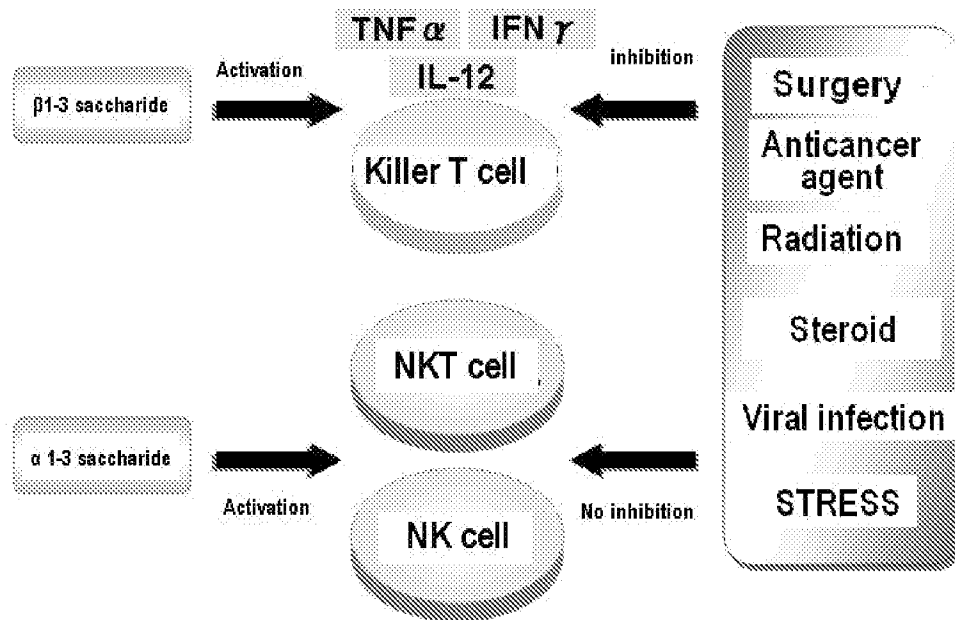 TNF α IFN γ
IL-12
Activation
inhibition
β1-3 saccharide
Killer T cell
Surgery
Anticancer
agent
Radiation
Steroid
Viral infection
STRESS
NKT cell
α 1-3 saccharide
Activation
No inhibition
NK cell